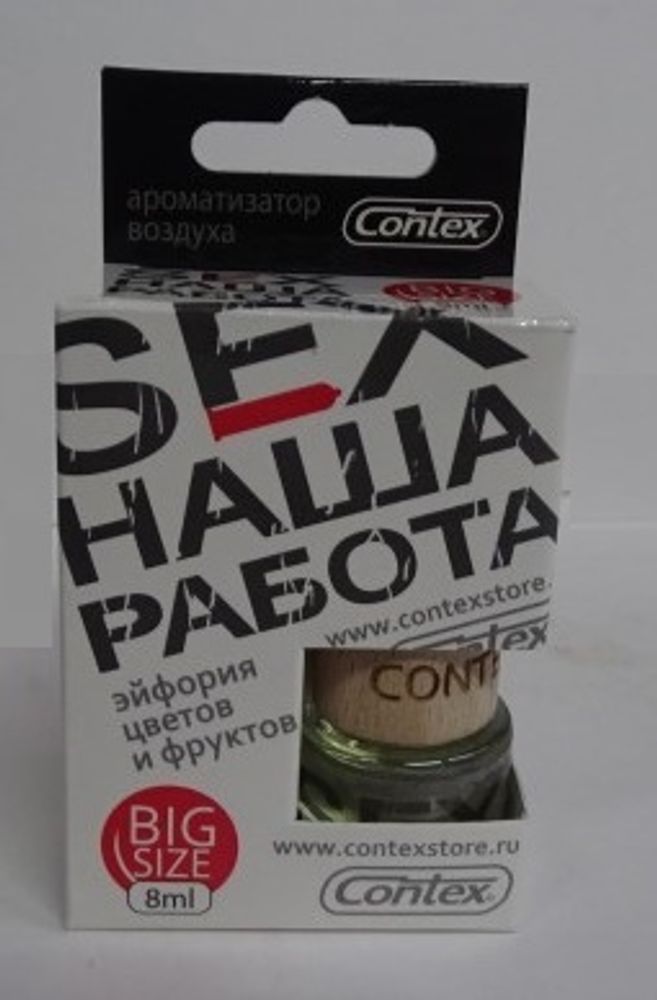 ароматизатор
воздуха
Contex
SEX
НАША
РАБОТА
www.contexstore.
Contex
эйфория
цветов
и фруктов
CONTE
BIG
SIZE
8ml
www.contexstore.ru
Contex